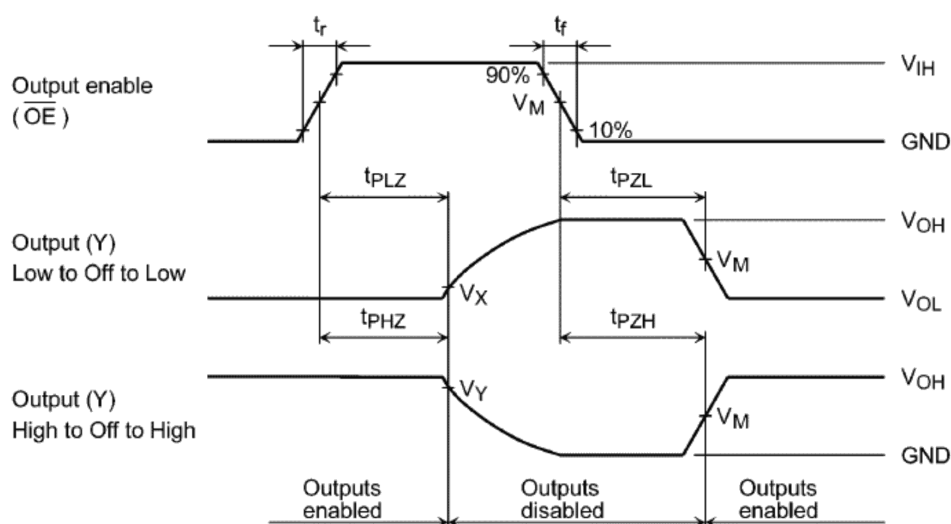 tr
tf
Output enable
( OE )
90%
VM
10%
VIH
GND
tPLZ
tPZL
Output (Y)
Low to Off to Low
VX
VM
VOH
VOL
tPHZ
tPZH
Output (Y)
High to Off to High
VY
VM
VOH
GND
Outputs
enabled
Outputs
disabled
Outputs
enabled